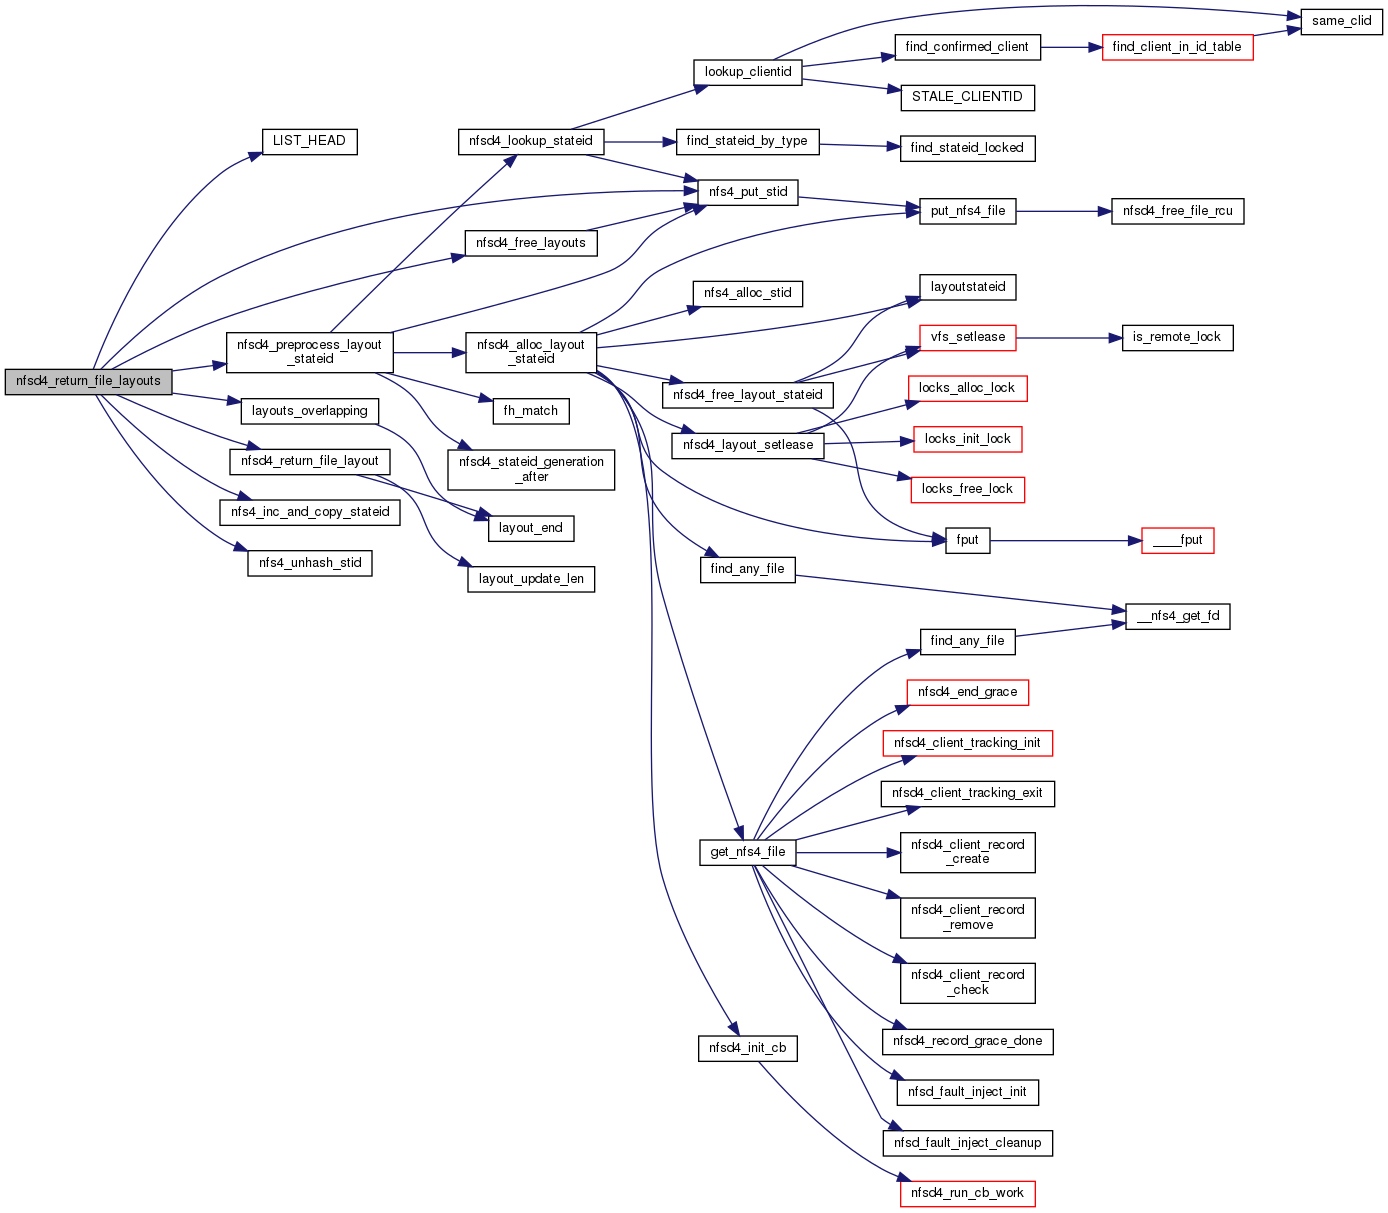 same_clid
find_confirmed_client
find_client_in_id_table
lookup_clientid
STALE_CLIENTID
LIST_HEAD
nfsd4_lookup_stateid
find_stateid_by_type
find_stateid_locked
nfs4_put_stid
put_nfs4_file
nfsd4_free_file_rcu
nfsd4_free_layouts
nfs4_alloc_stid
layoutstateid
nfsd4_preprocess_layout
_stateid
nfsd4_alloc_layout
_stateid
vfs_setlease
is_remote_lock
nfsd4_return_file_layouts
nfsd4_free_layout_stateid
locks_alloc_lock
layouts_overlapping
fh_match
nfsd4_layout_setlease
locks_init_lock
nfsd4_return_file_layout
nfsd4_stateid_generation
_after
locks_free_lock
nfs4_inc_and_copy_stateid
layout_end
fput
____fput
nfs4_unhash_stid
layout_update_len
find_any_file
__nfs4_get_fd
find_any_file
nfsd4_end_grace
nfsd4_client_tracking_init
nfsd4_client_tracking_exit
get_nfs4_file
nfsd4_client_record
_create
nfsd4_client_record
_remove
nfsd4_client_record
_check
nfsd4_record_grace_done
nfsd4_init_cb
nfsd_fault_inject_init
nfsd_fault_inject_cleanup
nfsd4_run_cb_work